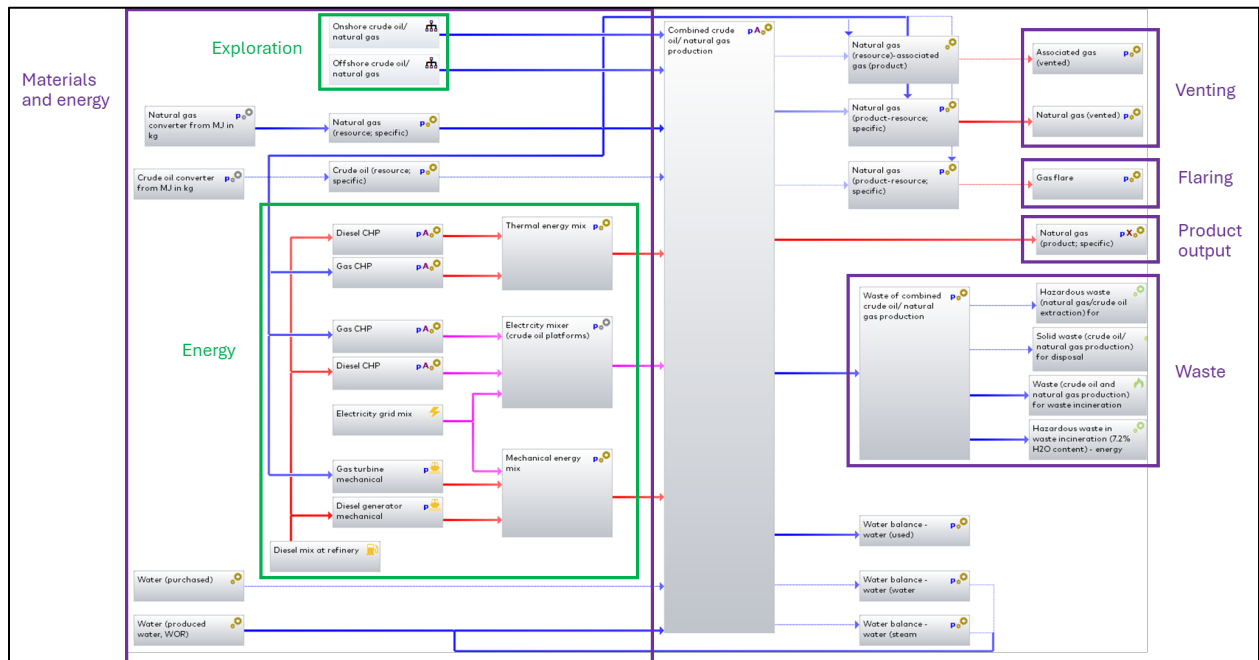 Materials
and energy
Exploration
Onshore crude oil/
natural gas
Offshore crude oil/
natural gas
Natural gas
converter from MJ in
kg
p
Natural gas
(resource; specific)
p
Crude oil converter
from MJ in kg
p
Crude oil (resource;
specific)
p
Energy
Diesel CHP
pA
Gas CHP
pA
Thermal energy mix
p
Gas CHP
pA
Diesel CHP
pA
Electricity grid mix
Electrcity mixer
(crude oil platforms)
p
Gas turbine
mechanical
p
Diesel generator
mechanical
p
Mechanical energy
mix
p
Diesel mix at refinery
Water (purchased)
Water (produced
water, WOR)
Combined crude
oil/ natural gas
production
pA
Natural gas
(resource)-associated
gas (product)
Natural gas
(product-resource;
specific)
p
Natural gas
(product-resource;
specific)
p
Associated gas
(vented)
p
Natural gas (vented)
p
Venting
Gas flare
p
Flaring
Natural gas
(product; specific)
pX
Product
output
Waste of combined
crude oil/ natural
gas production
p
Hazardous waste
(natural gas/crude oil
extraction) for
Solid waste (crude oil/
natural gas production)
for disposal
Waste (crude oil and
natural gas production)
for waste incineration
Hazardous waste in
waste incineration (7.2%
H2O content) - energy
Waste
Water balance -
water (used)
p
Water balance -
water (water
p
Water balance -
water (steam
p